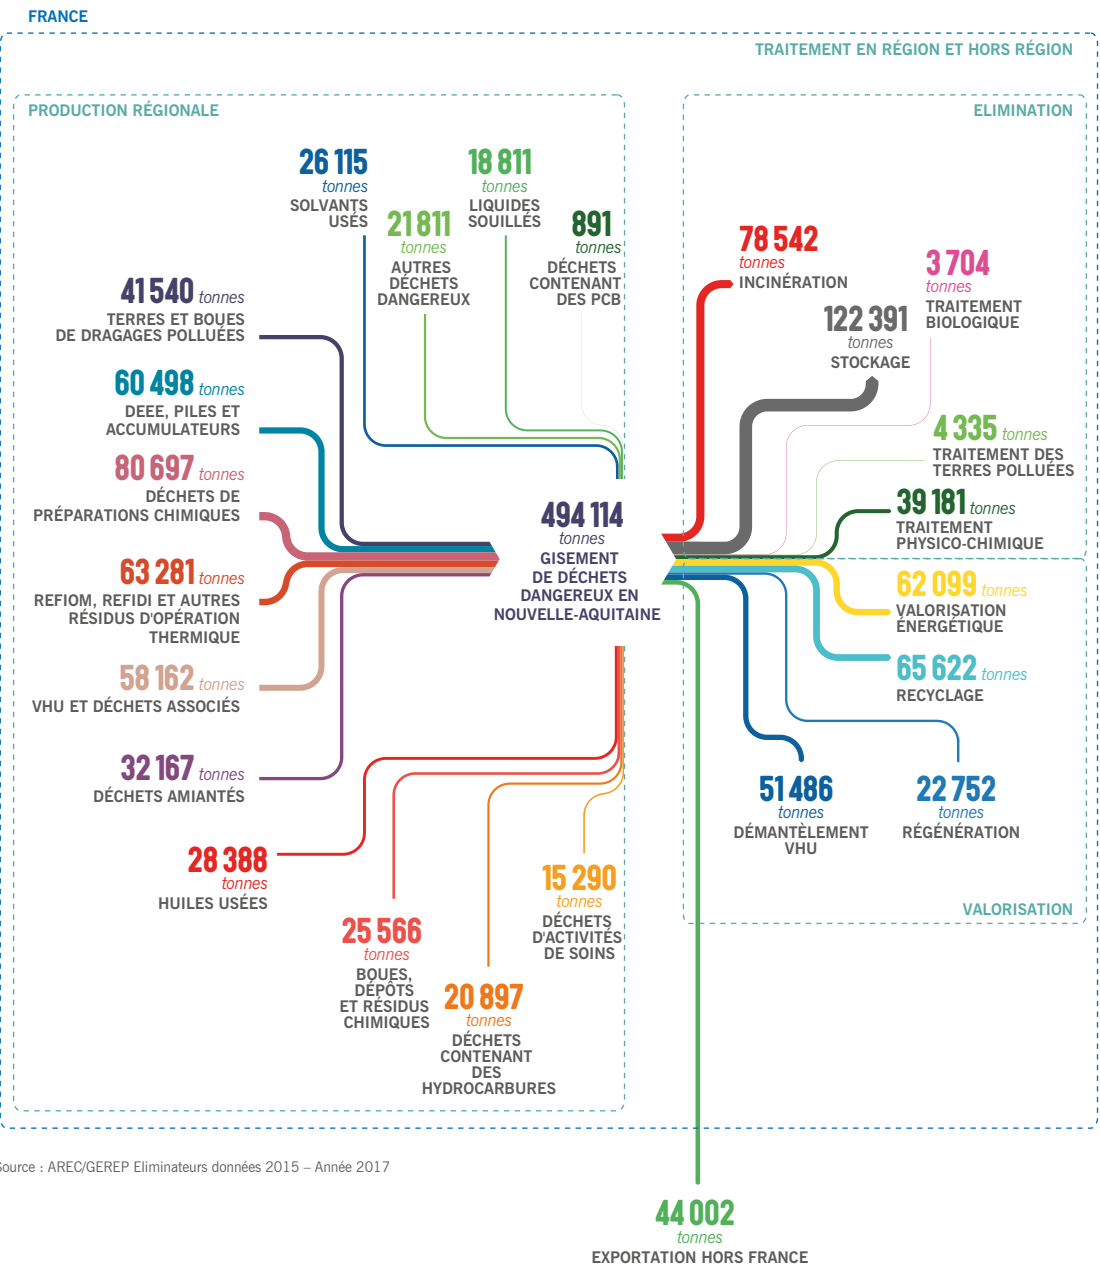 FRANCE
TRAITEMENT EN RÉGION ET HORS RÉGION
PRODUCTION RÉGIONALE
26 115
tonnes
SOLVANTS
USÉS
21 811
tonnes
AUTRES
DÉCHETS
DANGEREUX
18 811
tonnes
LIQUIDES
SOUILLÉS
891
tonnes
DÉCHETS
CONTENANT
DES PCB
41 540 tonnes
TERRES ET BOUES
DE DRAGAGES POLLUÉES
60 498 tonnes
DEEE, PILES ET
ACCUMULATEURS
80 697 tonnes
DÉCHETS DE
PRÉPARATIONS CHIMIQUES
63 281 tonnes
REFIOM, REFIDI ET AUTRES
RÉSIDUS D'OPÉRATION
THERMIQUE
58 162 tonnes
VHU ET DÉCHETS ASSOCIÉS
32 167 tonnes
DÉCHETS AMIANTÉS
28 388
tonnes
HUILES USÉES
25 566
tonnes
BOUES,
DÉPÔTS
ET RÉSIDUS
CHIMIQUES
20 897
tonnes
DÉCHETS
CONTENANT
DES
HYDROCARBURES
15 290
tonnes
DÉCHETS
D'ACTIVITÉS
DE SOINS
494 114
tonnes
GISEMENT
DE DÉCHETS
DANGEREUX EN
NOUVELLE-AQUITAINE
ELIMINATION
78 542
tonnes
INCINÉRATION
122 391
tonnes
STOCKAGE
3 704
tonnes
TRAITEMENT
BIOLOGIQUE
4 335 tonnes
TRAITEMENT DES
TERRES POLLUÉES
39 181 tonnes
TRAITEMENT
PHYSICO-CHIMIQUE
62 099 tonnes
VALORISATION
ÉNERGÉTIQUE
65 622 tonnes
RECYCLAGE
51 486
tonnes
DÉMANTÈLEMENT
VHU
22 752
tonnes
RÉGÉNÉRATION
VALORISATION
Source : AREC/GEREP Eliminateurs données 2015 – Année 2017
44 002
tonnes
EXPORTATION HORS FRANCE